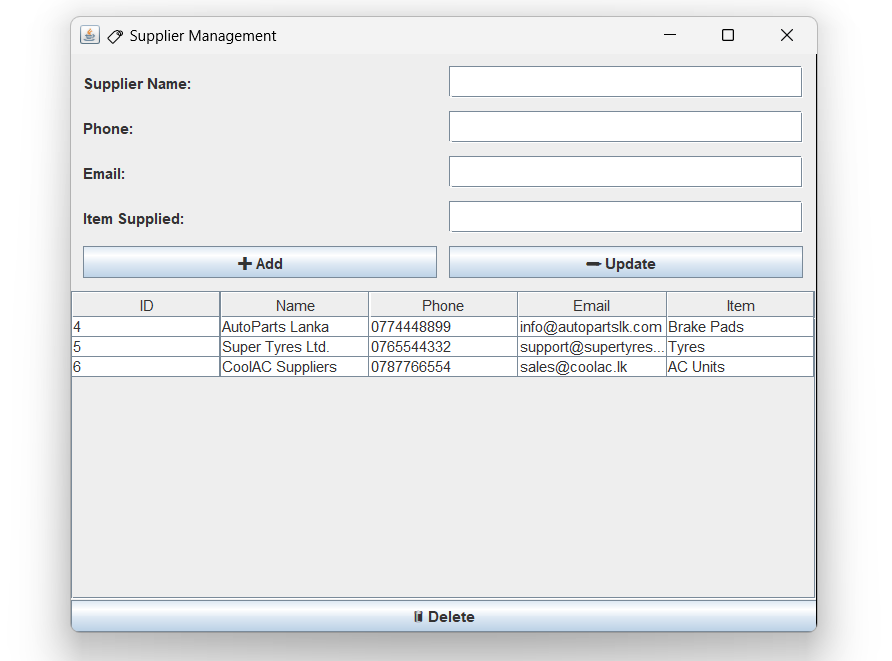 Supplier Management
Supplier Name:
Phone:
Email:
Item Supplied:
Add Update
ID Name Phone Email Item
4 AutoParts Lanka 0774448899 info@autopartslk.com Brake Pads
5 Super Tyres Ltd. 0765544332 support@supertyres... Tyres
6 CoolAC Suppliers 0787766554 sales@coolac.lk AC Units
Delete